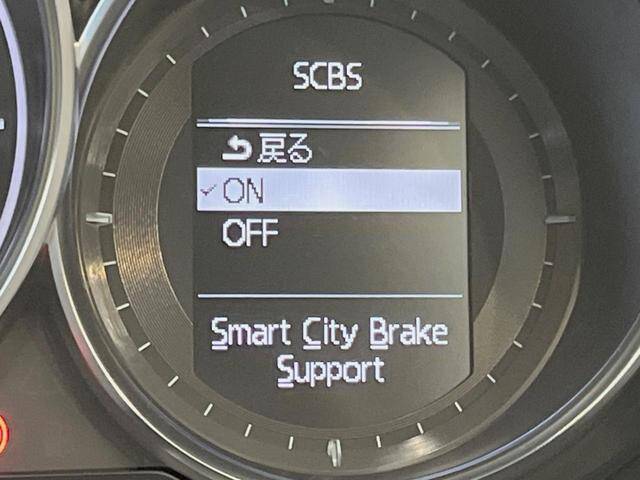 SCBS
戻る
ON
OFF
Smart City Brake
Support